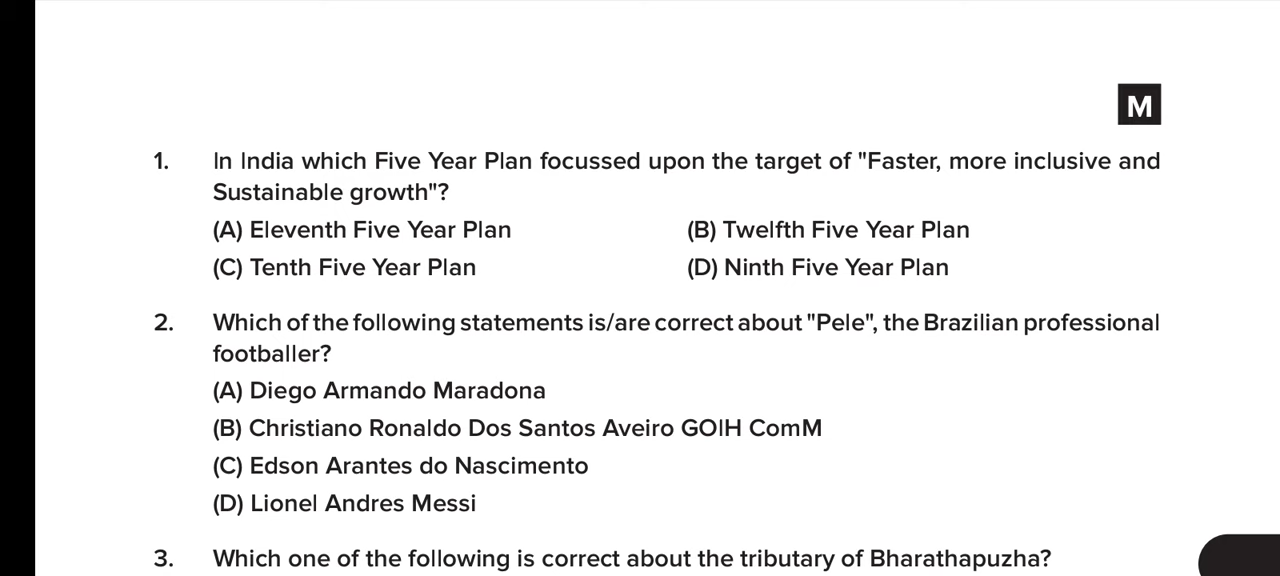 M
1. In India which Five Year Plan focussed upon the target of "Faster, more inclusive and
Sustainable growth"?
(A) Eleventh Five Year Plan (B) Twelfth Five Year Plan
(C) Tenth Five Year Plan (D) Ninth Five Year Plan
2. Which of the following statements is/are correct about "Pele", the Brazilian professional
footballer?
(A) Diego Armando Maradona
(B) Christiano Ronaldo Dos Santos Aveiro GOIH ComM
(C) Edson Arantes do Nascimento
(D) Lionel Andres Messi
3. Which one of the following is correct about the tributary of Bharathapuzha?